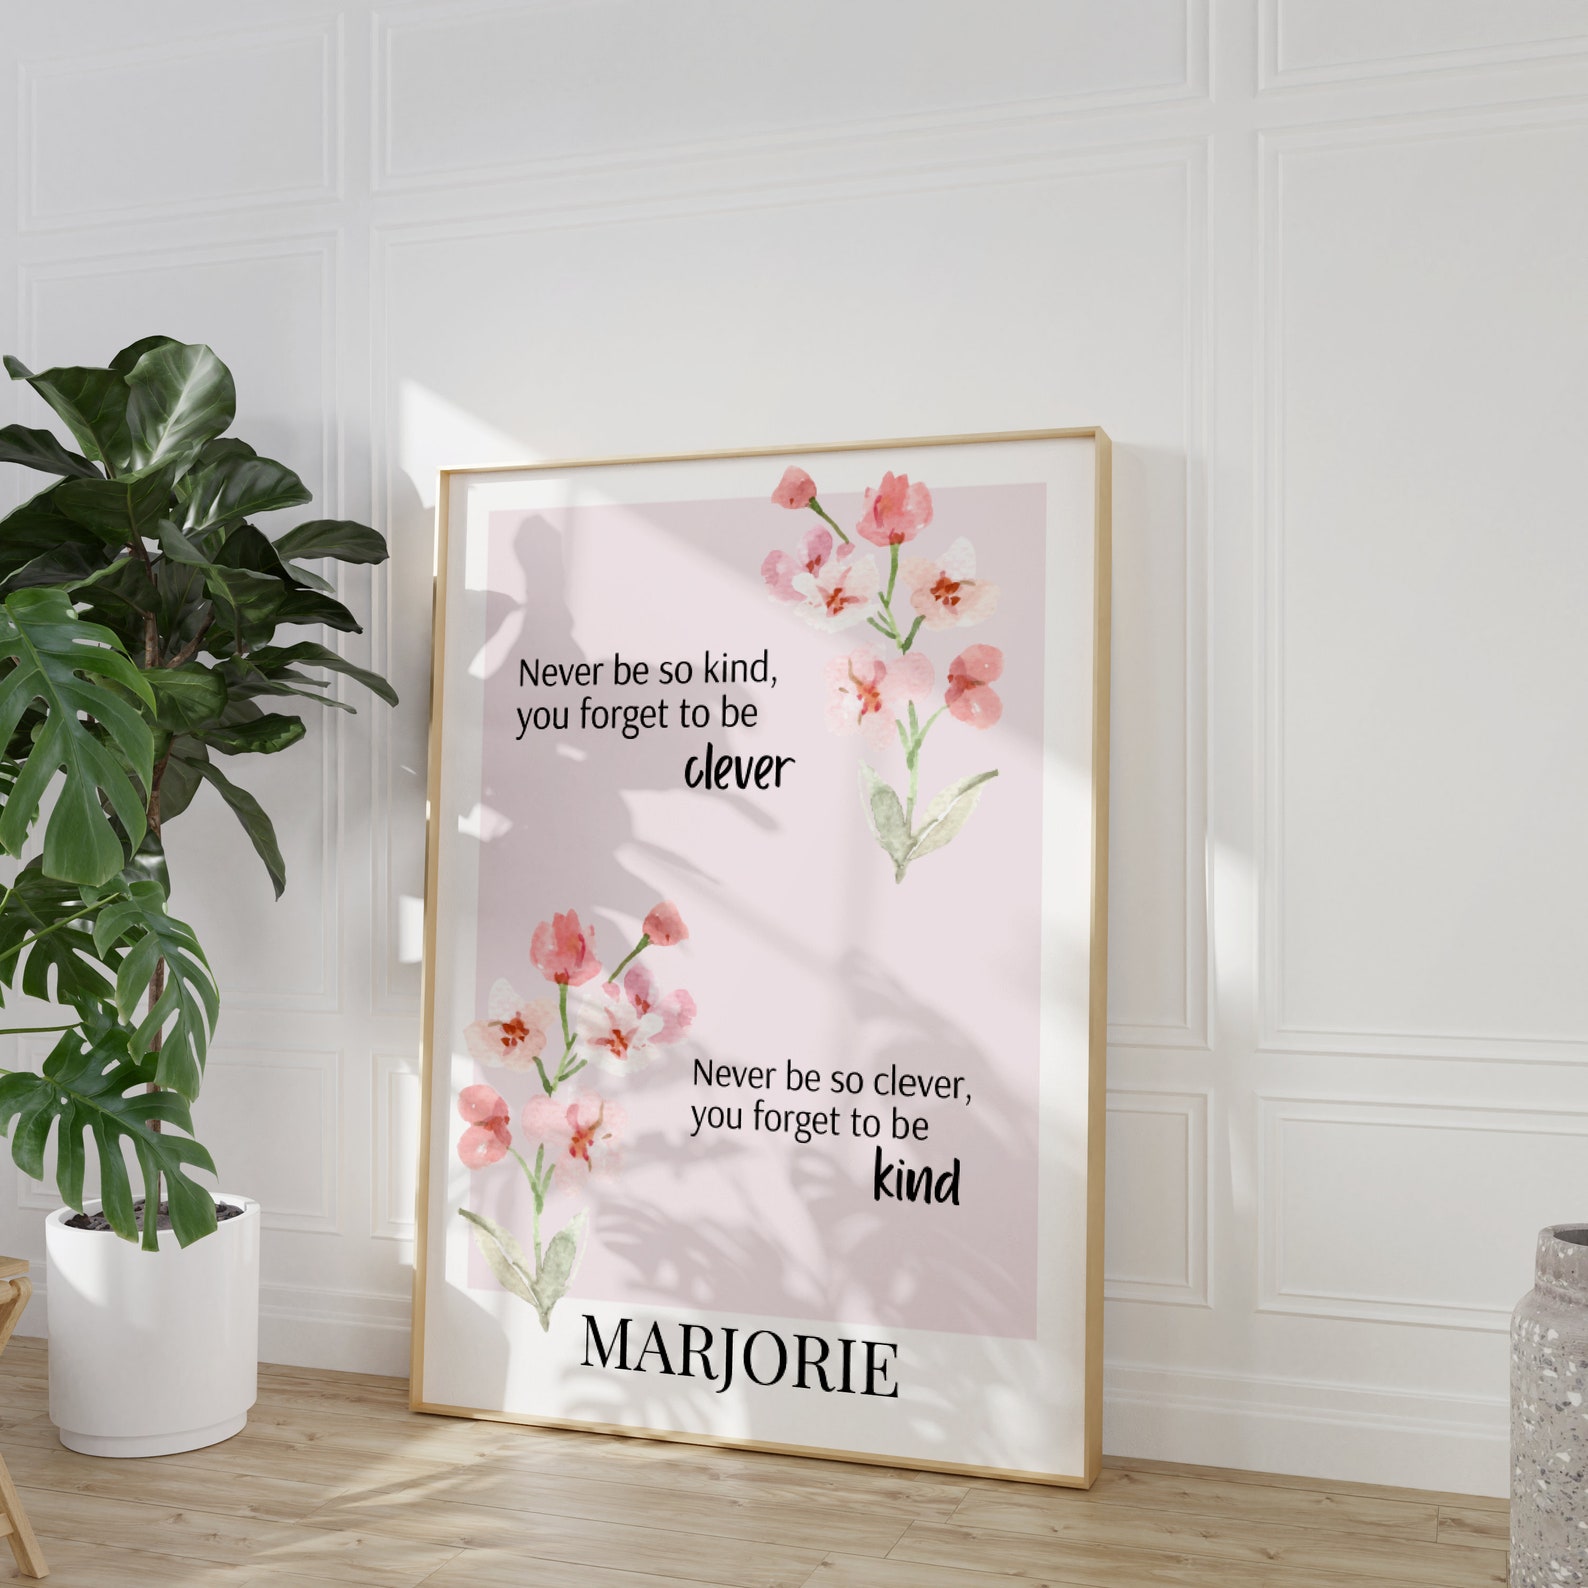 Never be so kind,
you forget to be
clever
Never be so clever,
you forget to be
kind
MARJORIE